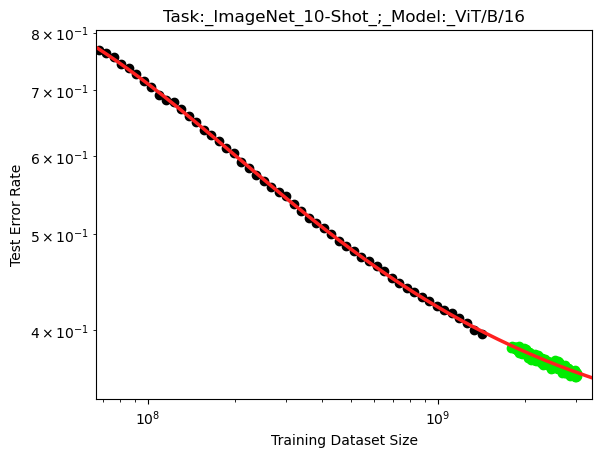 Task:_ImageNet_10-Shot_;_Model:_ViT/B/16
8 × 10⁻¹
7 × 10⁻¹
6 × 10⁻¹
5 × 10⁻¹
4 × 10⁻¹
Test Error Rate
10⁸
10⁹
Training Dataset Size